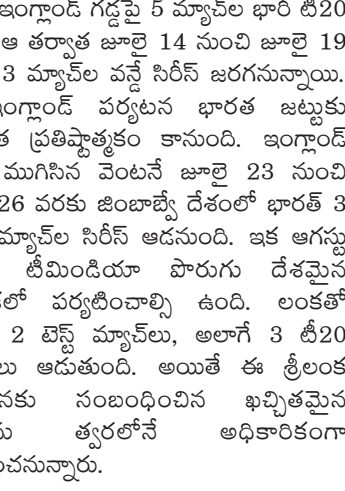 ఇంగ్లాండ్ గడ్డపై 5 మ్యాచ్‌ల భారీ టీ20
ఆ తర్వాత జూలై 14 నుంచి జూలై 19
3 మ్యాచ్‌ల వన్డే సిరీస్ జరగనున్నాయి.
ఇంగ్లాండ్ పర్యటన భారత జట్టుకు
ప్రతిష్టాత్మకం కానుంది. ఇంగ్లాండ్
ముగిసిన వెంటనే జూలై 23 నుంచి
26 వరకు జింబాబ్వే దేశంలో భారత్ 3
మ్యాచ్‌ల సిరీస్ ఆడనుంది. ఇక ఆగస్టు
టీమిండియా పొరుగు దేశమైన
పర్యటించాల్సి ఉంది. లంకతో
2 టెస్ట్ మ్యాచ్‌లు, అలాగే 3 టీ20
ఆడుతుంది. అయితే ఈ శ్రీలంక
సంబంధించిన ఖచ్చితమైన
త్వరలోనే అధికారికంగా